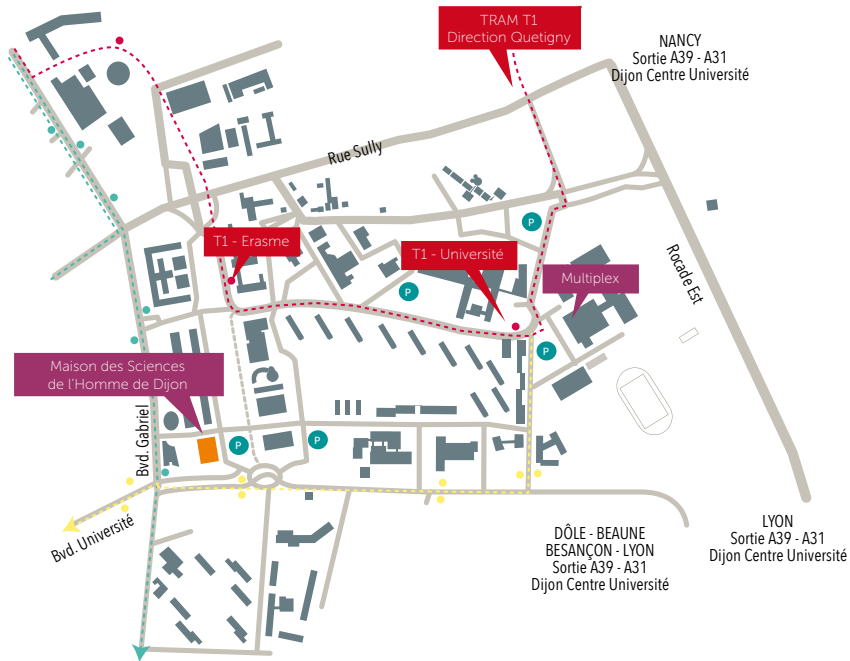 TRAM T1
Direction Quetigny
NANCY
Sortie A39 - A31
Dijon Centre Université
Rue Sully
P
T1 - Erasme
T1 - Université
P
Multiplex
Rocade Est
P
Maison des Sciences
de l'Homme de Dijon
Bvd. Gabriel
P
P
Bvd. Université
DÔLE - BEAUNE
BESANÇON - LYON
Sortie A39 - A31
Dijon Centre Université
LYON
Sortie A39 - A31
Dijon Centre Université